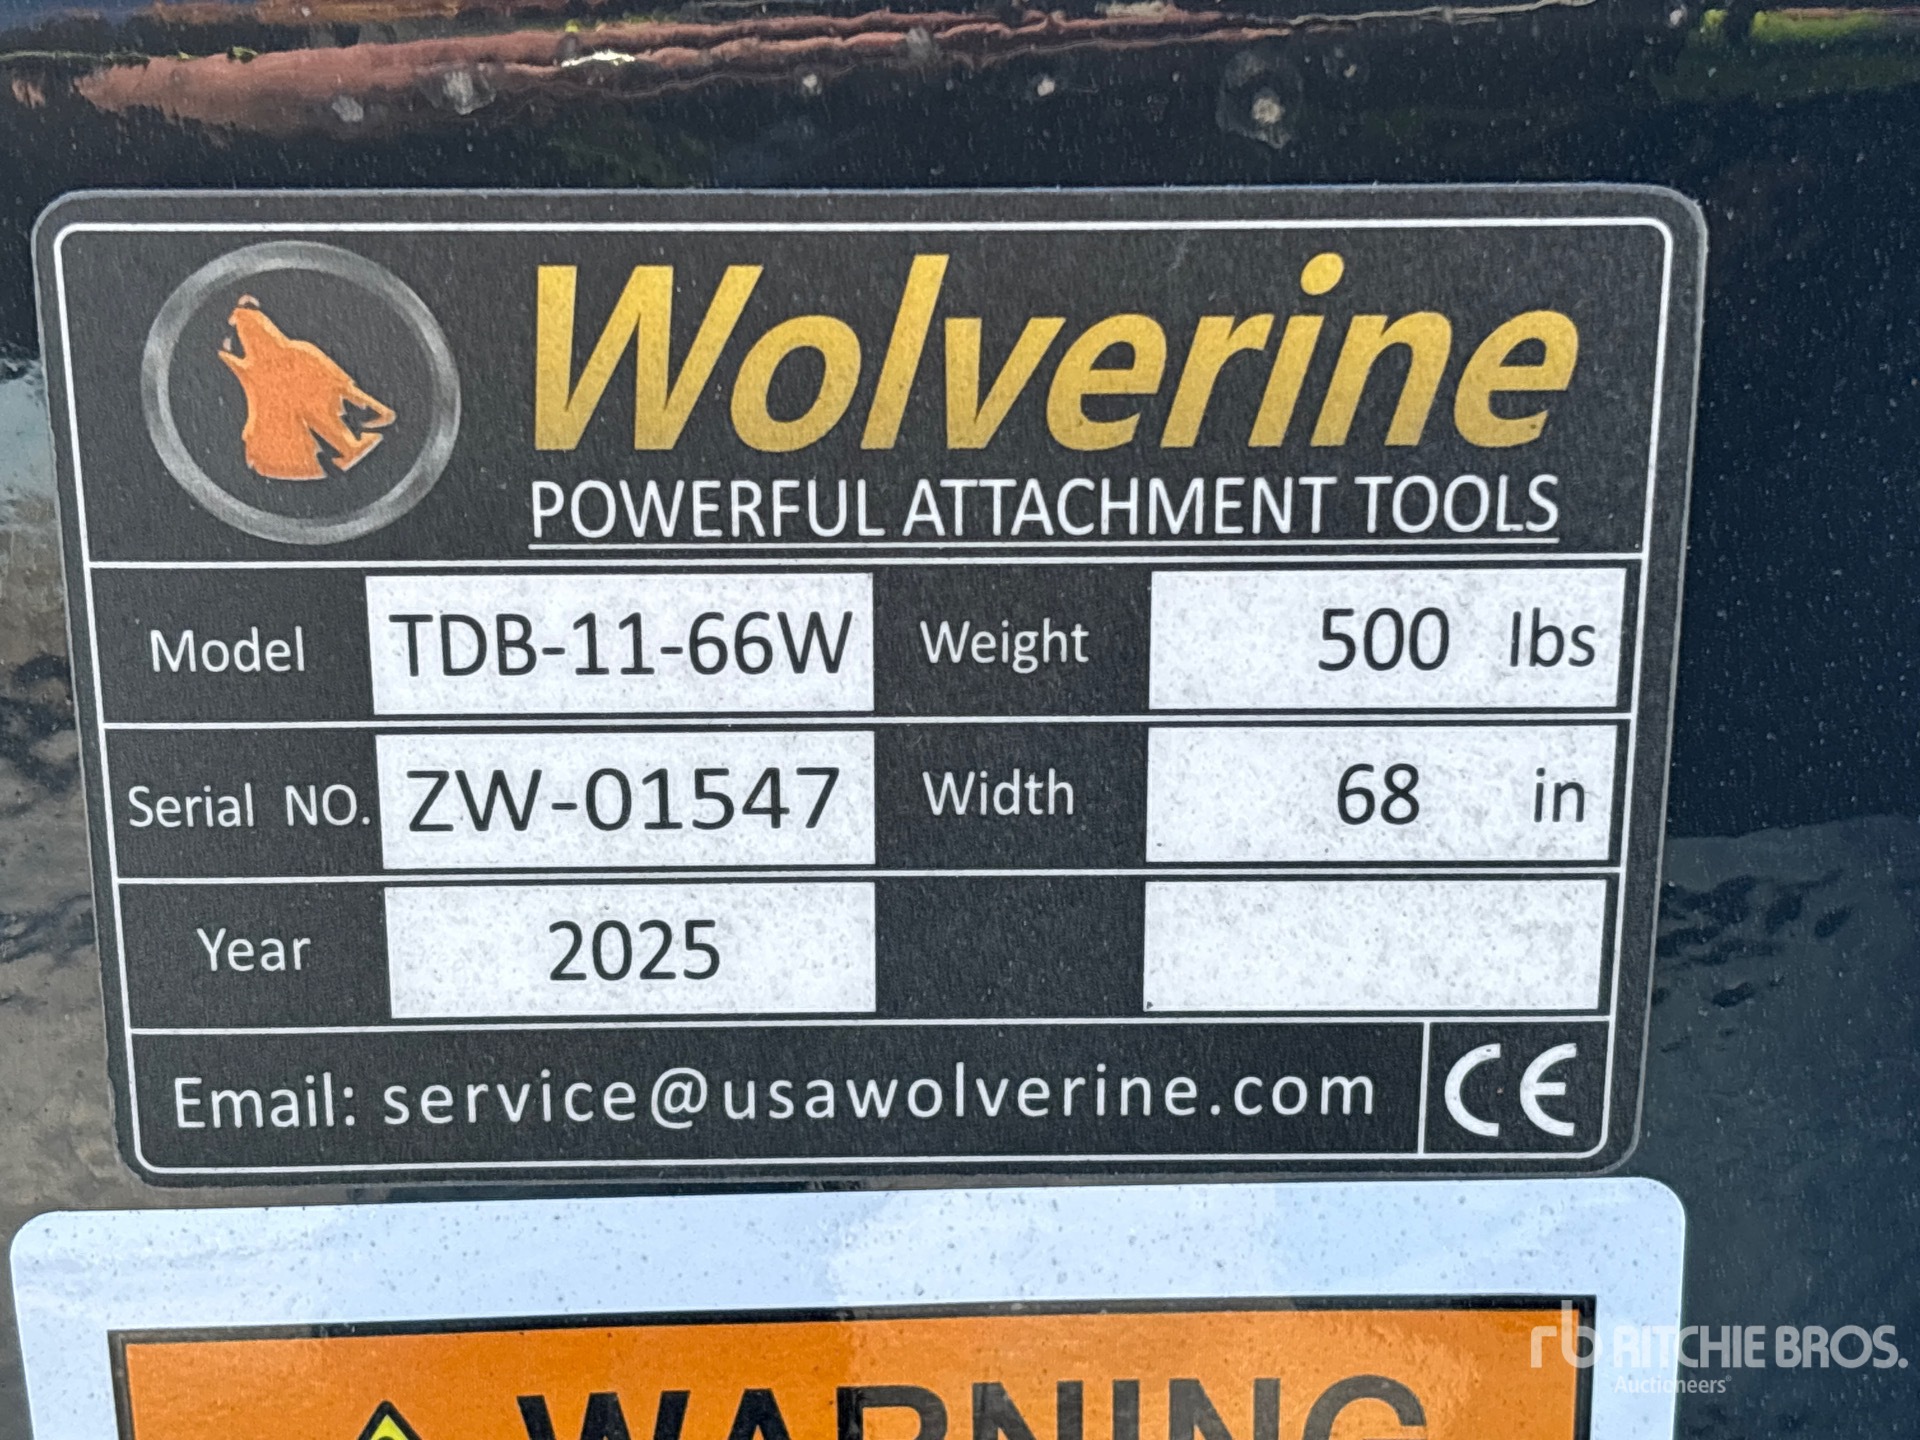 Wolverine
POWERFUL ATTACHMENT TOOLS
Model TDB-11-66W Weight 500 lbs
Serial NO. ZW-01547 Width 68 in
Year 2025
Email: service@usawolverine.com CE
WARNING
rb RITCHIE BROS.
Auctioneers